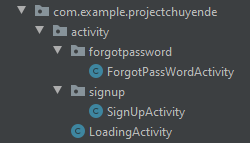 com.example.projectchuyende
activity
forgotpassword
ForgotPassWordActivity
signup
SignUpActivity
LoadingActivity